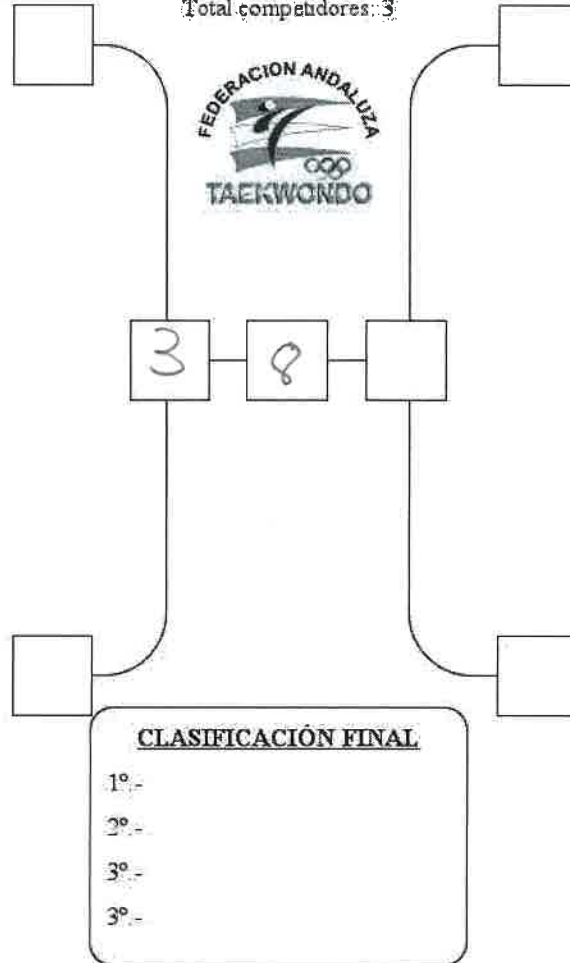 Total competidores: 3
FEDERACION ANDALUZA
TAEKWONDO
3 8
CLASIFICACIÓN FINAL
1º.-
2º.-
3º.-
3º.-